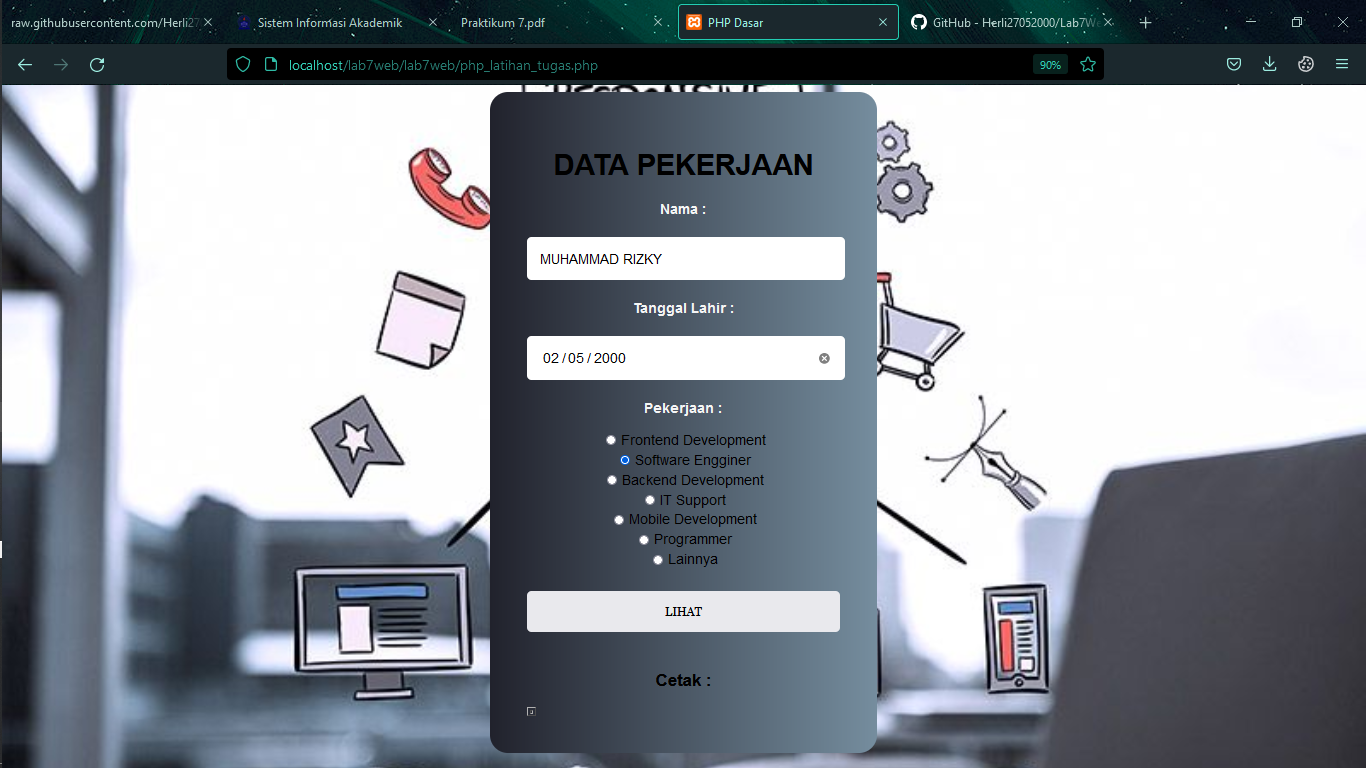 raw.githubusercontent.com/Herli27
Sistem Informasi Akademik
Praktikum 7.pdf
PHP Dasar
GitHub - Herli27052000/Lab7We
localhost/lab7web/lab7web/php_latihan_tugas.php
90%
DATA PEKERJAAN
Nama :
MUHAMMAD RIZKY
Tanggal Lahir :
02 / 05 / 2000
Pekerjaan :
Frontend Development
Software Engginer
Backend Development
IT Support
Mobile Development
Programmer
Lainnya
LIHAT
Cetak :